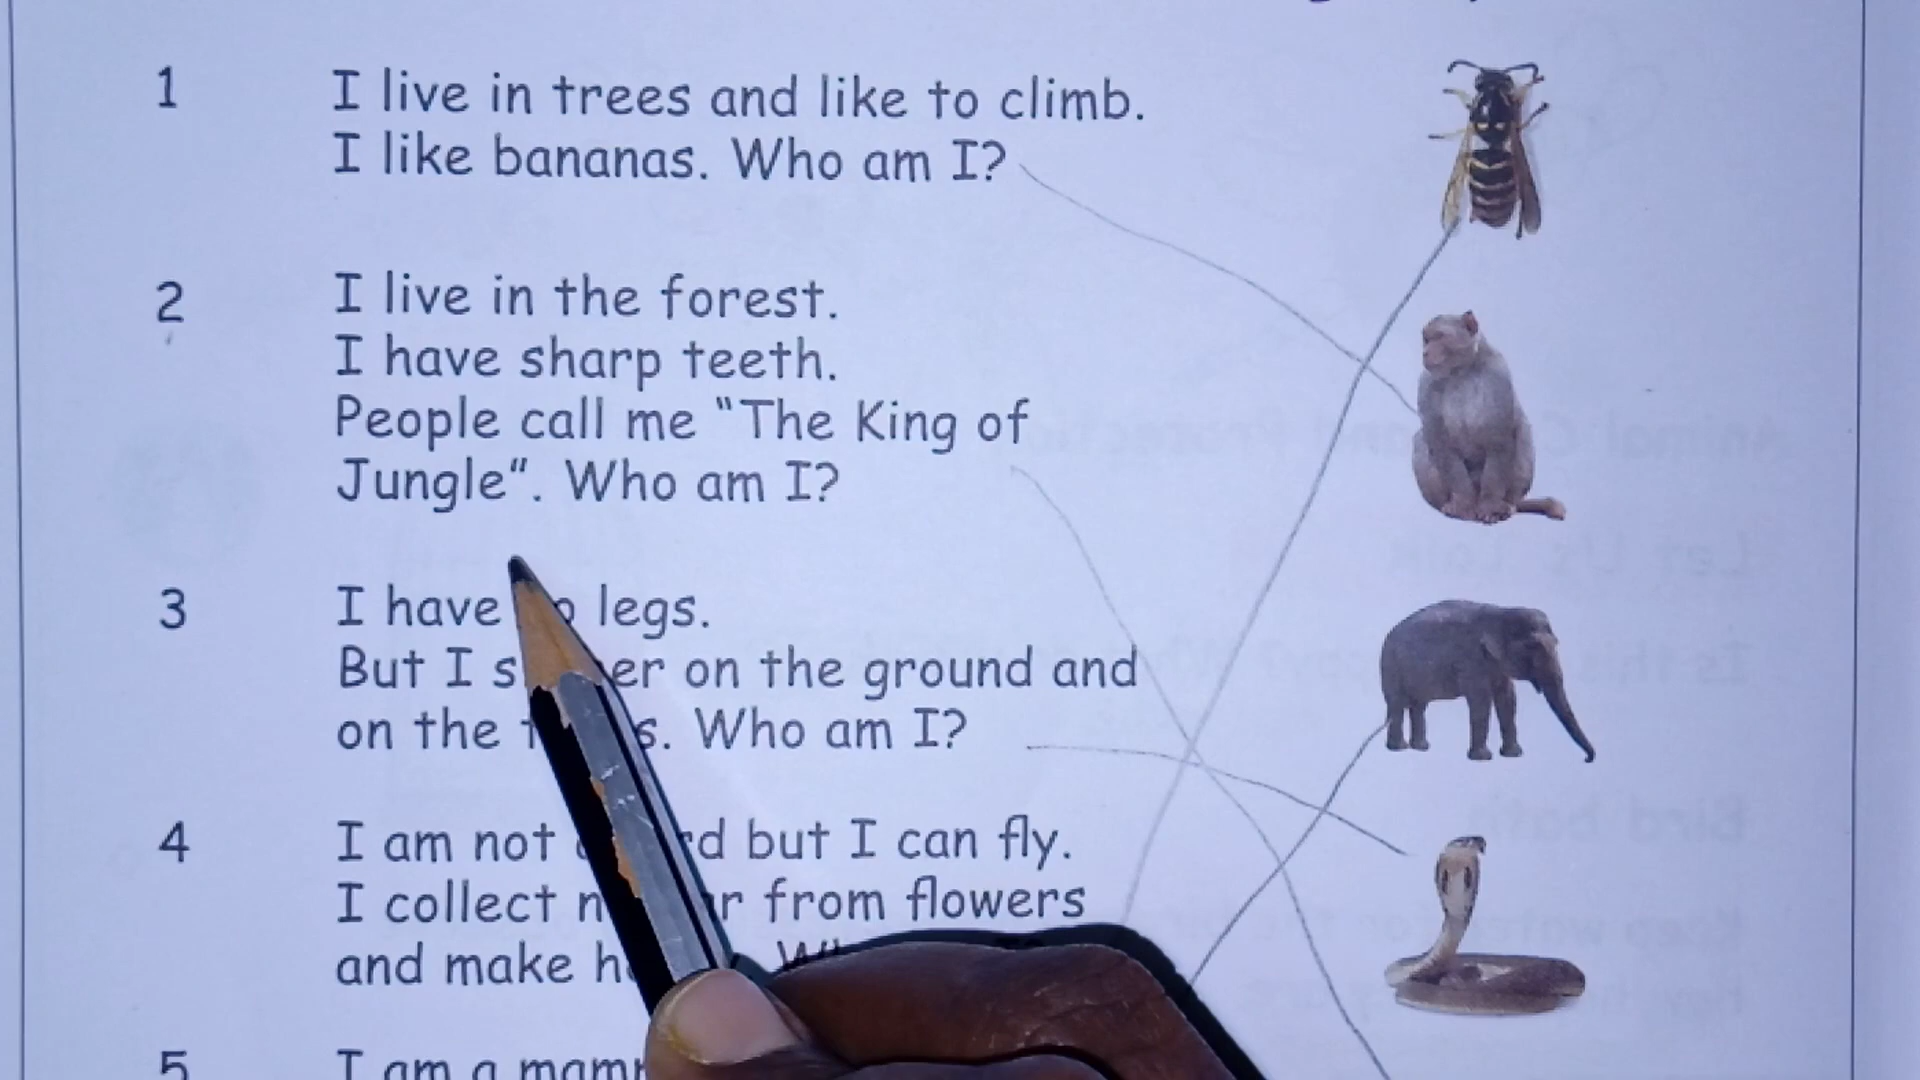 1 I live in trees and like to climb.
I like bananas. Who am I?
2 I live in the forest.
I have sharp teeth.
People call me "The King of
Jungle". Who am I?
3 I have legs.
But I on the ground and
on the Who am I?
4 I am not but I can fly.
I collect from flowers
and make
5 I am a